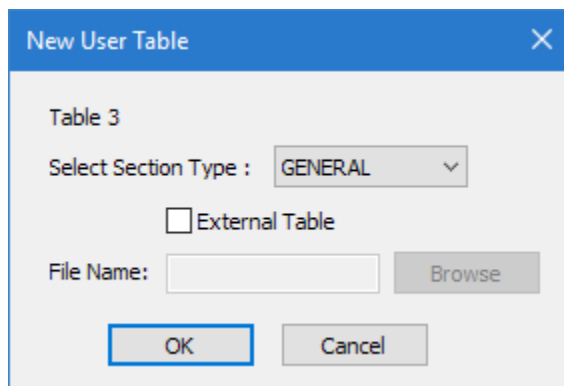 New User Table
Table 3
Select Section Type : GENERAL
External Table
File Name: Browse
OK Cancel